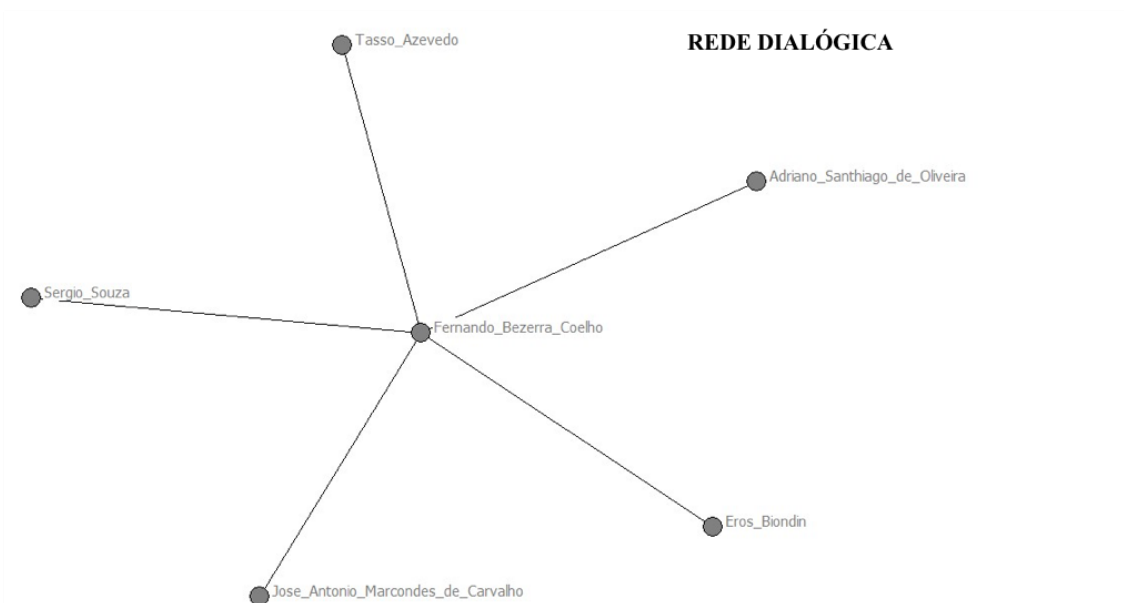 Tasso_Azevedo
REDE DIALÓGICA
Adriano_Santhiago_de_Oliveira
Sergio_Souza
Fernando_Bezerra_Coelho
Eros_Biondin
Jose_Antonio_Marcondes_de_Carvalho